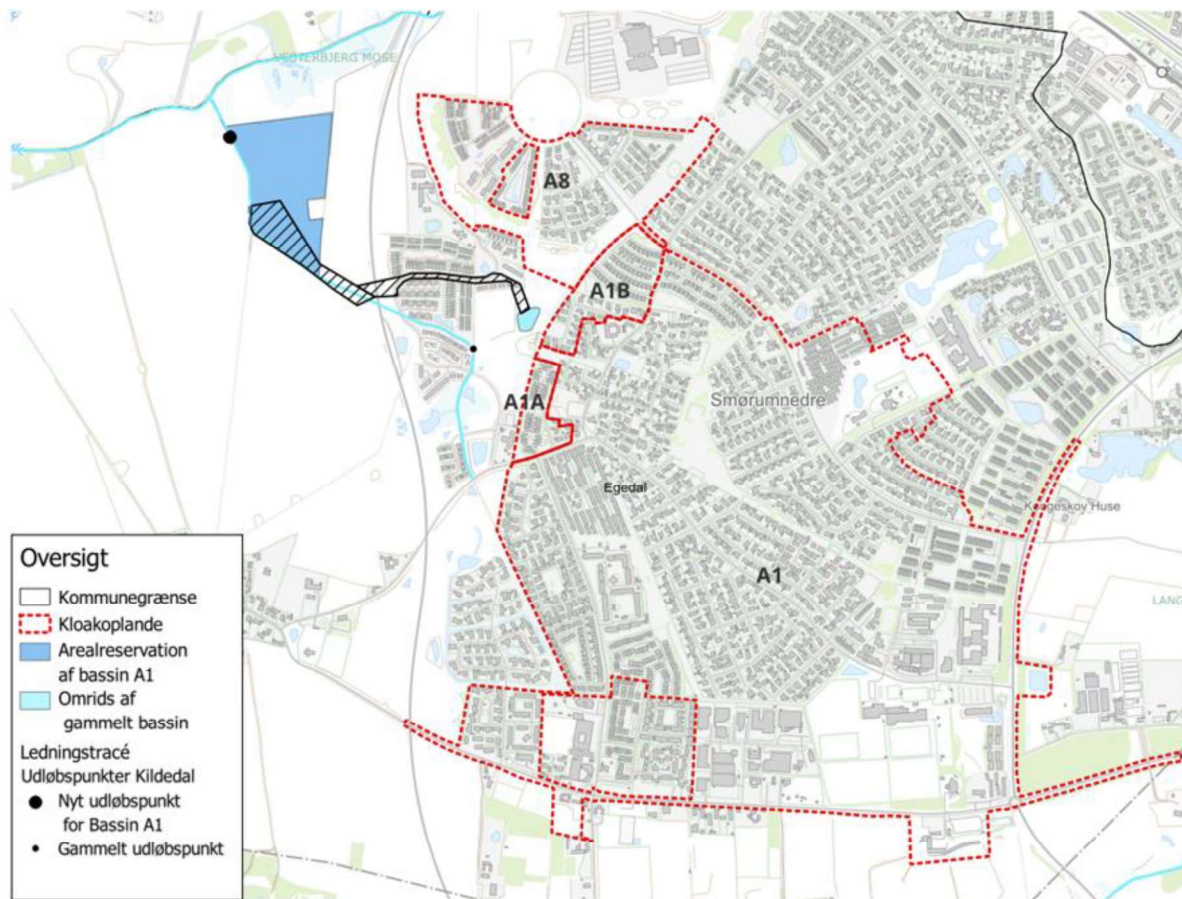 VESTERBJERG MOSE
A8
A1B
A1A
Smørumnedre
Egedal
Kongeskov Huse
A1
LANG
Oversigt
Kommunegrænse
Kloakoplande
Arealreservation
af bassin A1
Omrids af
gammelt bassin
Ledningstracé
Udløbspunkter Kildedal
Nyt udløbspunkt
for Bassin A1
Gammelt udløbspunkt